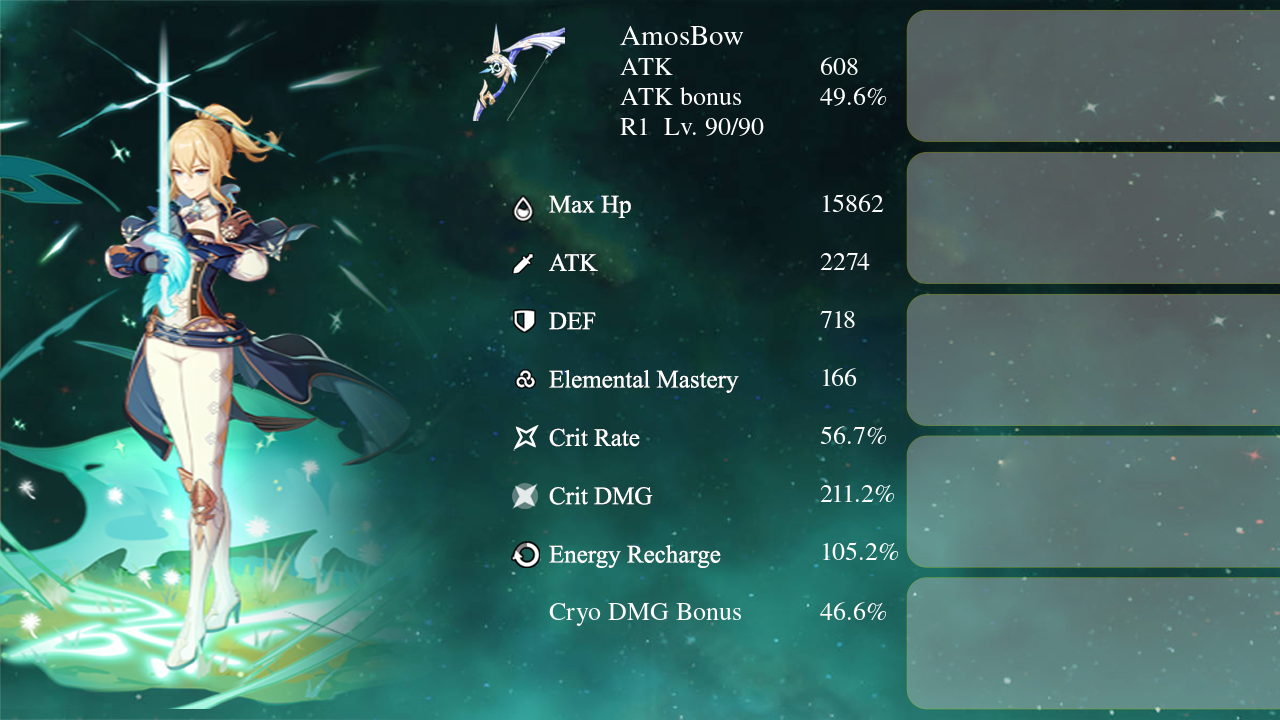 AmosBow
ATK 608
ATK bonus 49.6%
R1 Lv. 90/90
Max Hp 15862
ATK 2274
DEF 718
Elemental Mastery 166
Crit Rate 56.7%
Crit DMG 211.2%
Energy Recharge 105.2%
Cryo DMG Bonus 46.6%